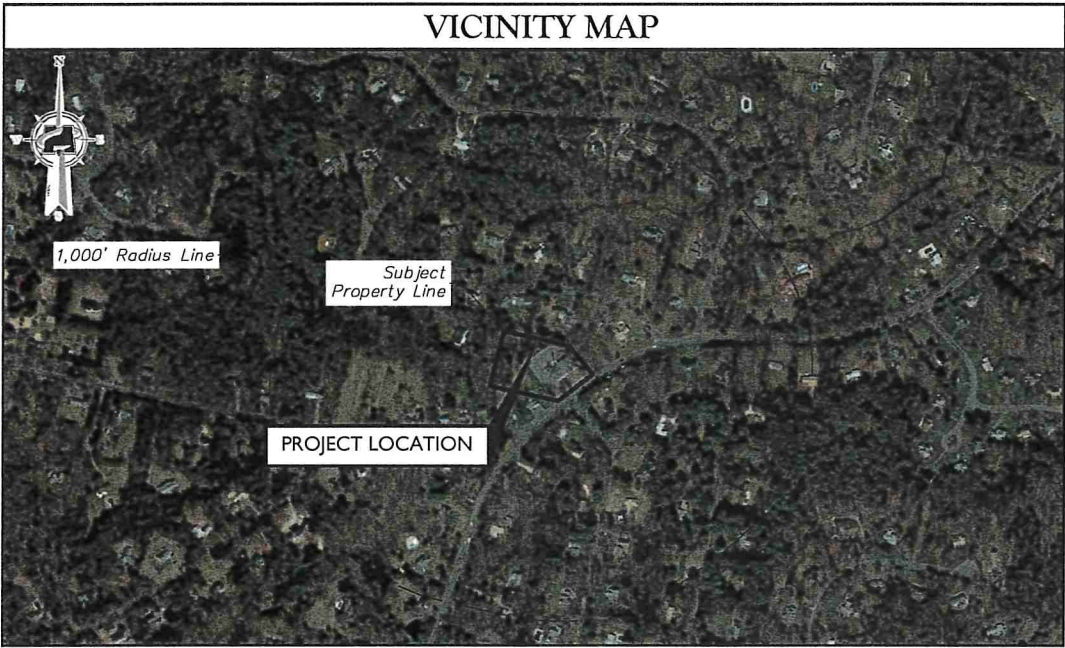 VICINITY MAP
N
1,000' Radius Line
Subject
Property Line
PROJECT LOCATION